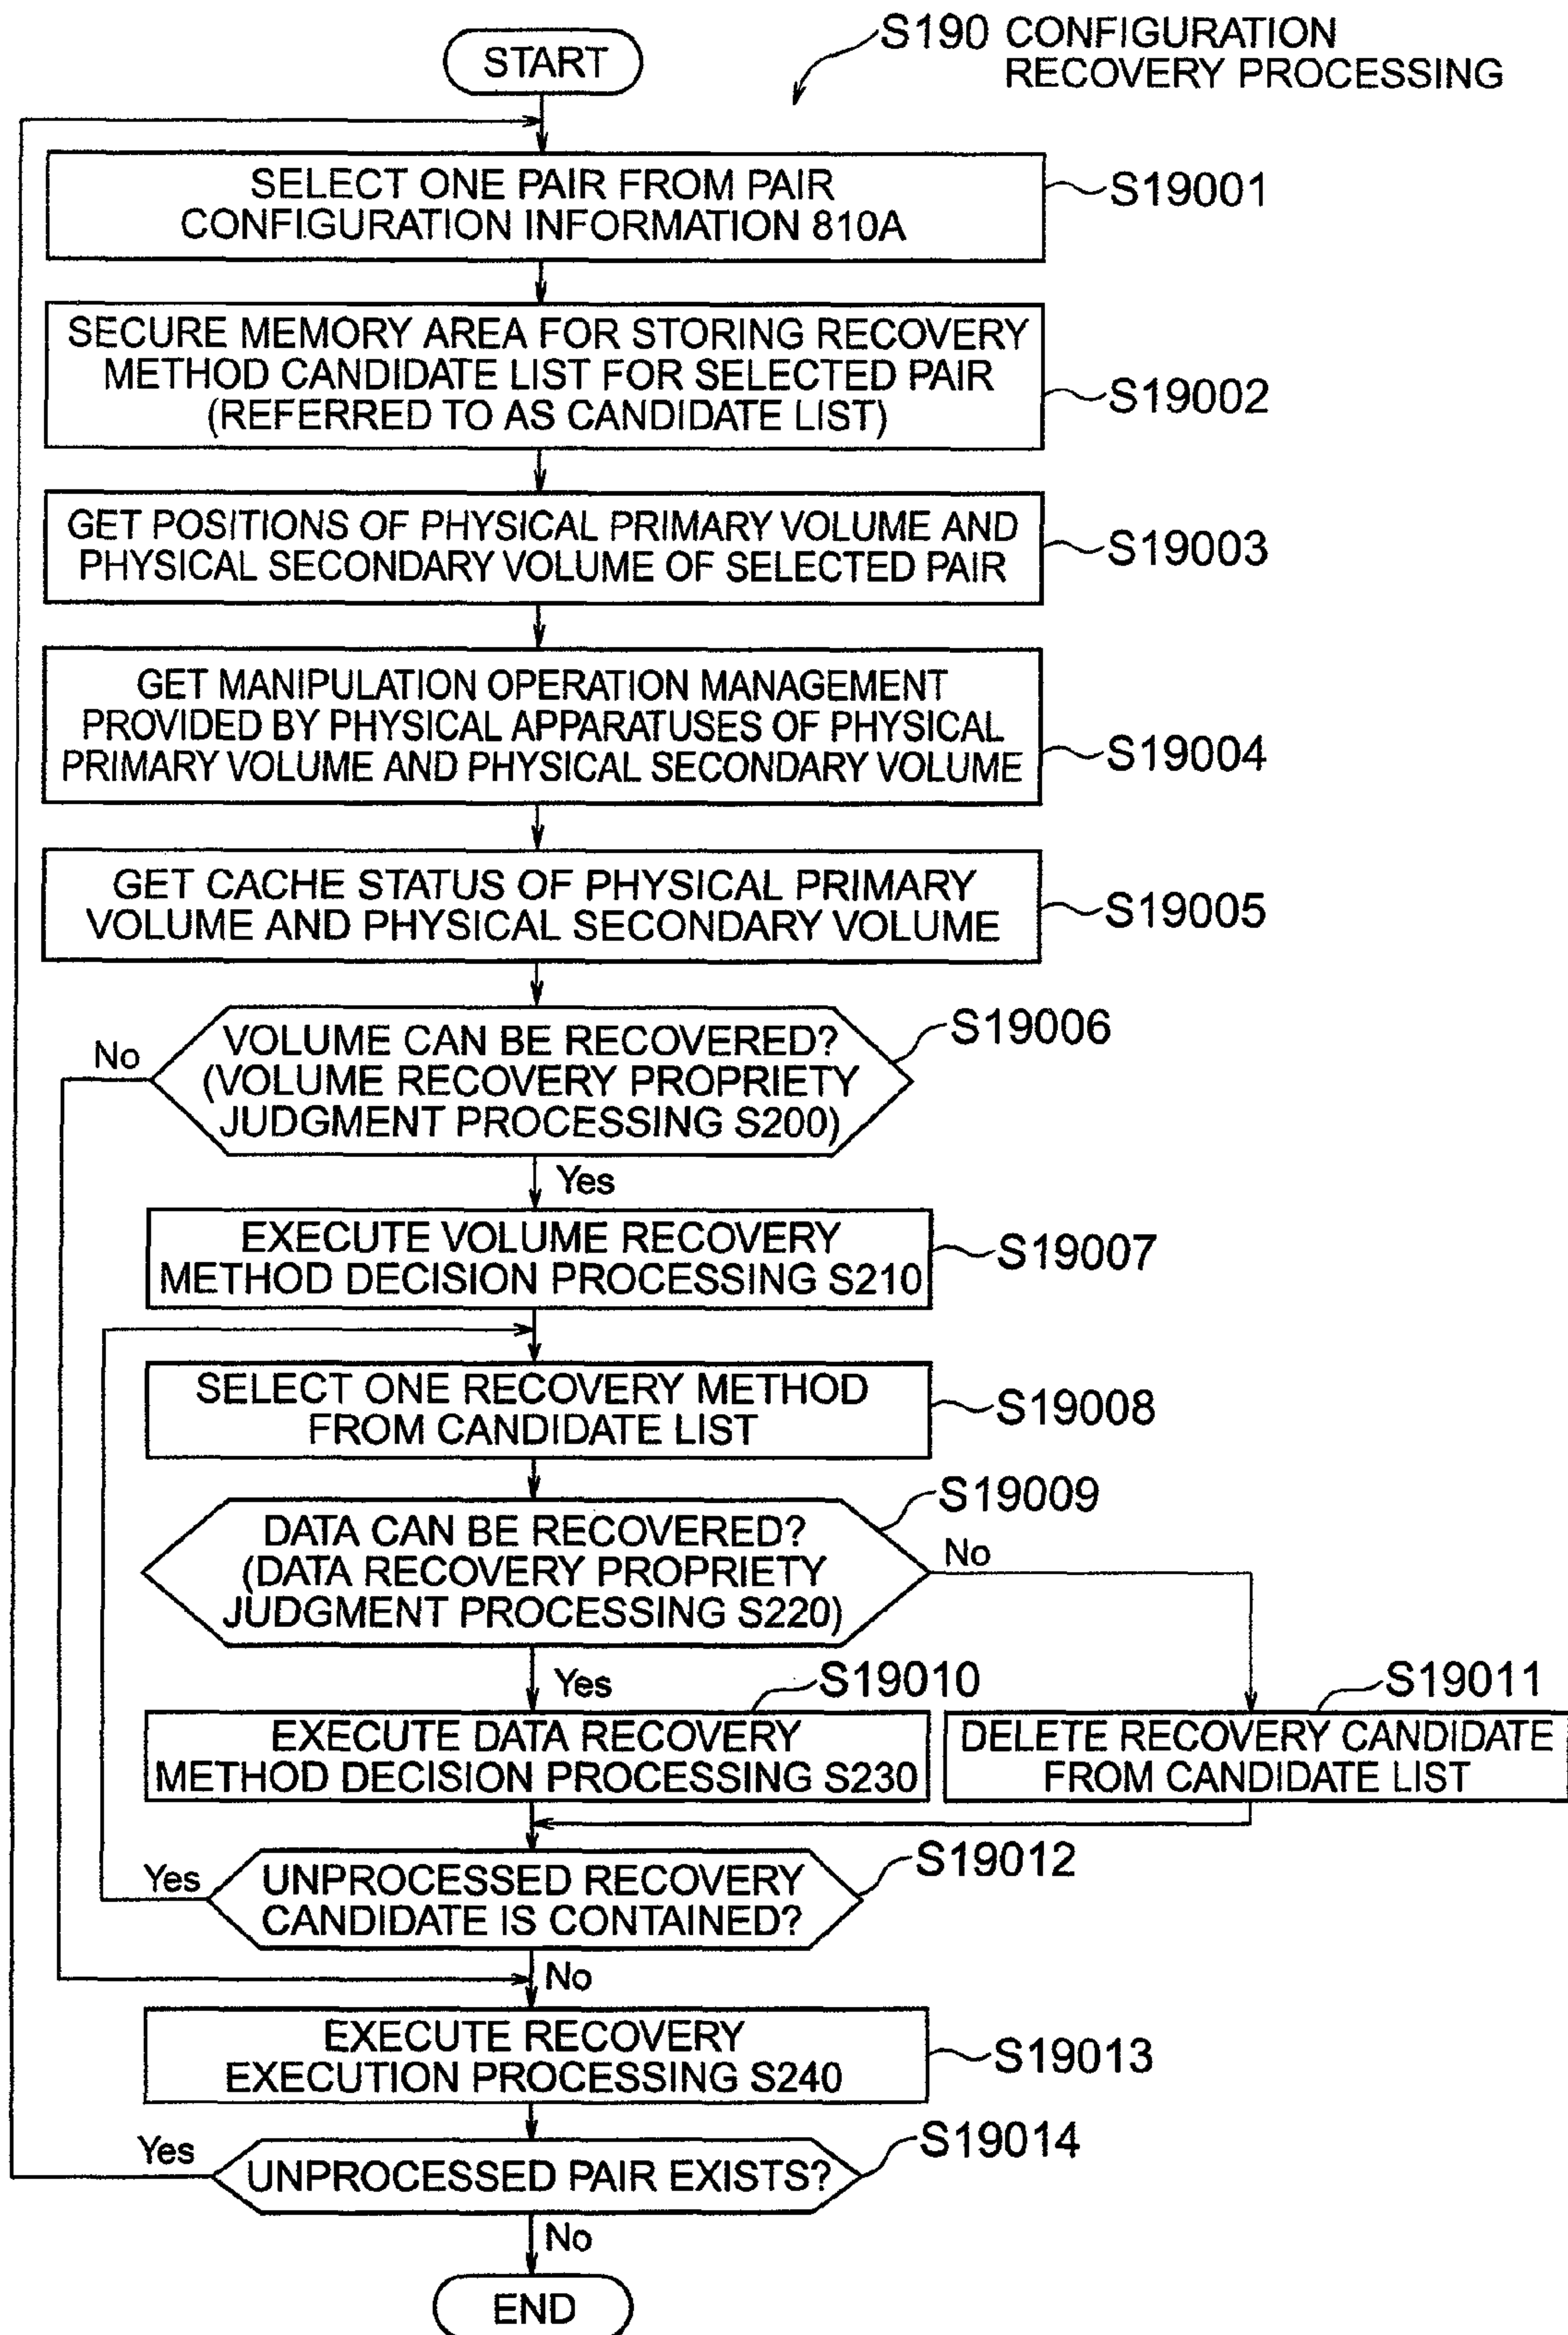 S190 CONFIGURATION
RECOVERY PROCESSING
START
SELECT ONE PAIR FROM PAIR
CONFIGURATION INFORMATION 810A
S19001
SECURE MEMORY AREA FOR STORING RECOVERY
METHOD CANDIDATE LIST FOR SELECTED PAIR
(REFERRED TO AS CANDIDATE LIST)
S19002
GET POSITIONS OF PHYSICAL PRIMARY VOLUME AND
PHYSICAL SECONDARY VOLUME OF SELECTED PAIR
S19003
GET MANIPULATION OPERATION MANAGEMENT
PROVIDED BY PHYSICAL APPARATUSES OF PHYSICAL
PRIMARY VOLUME AND PHYSICAL SECONDARY VOLUME
S19004
GET CACHE STATUS OF PHYSICAL PRIMARY
VOLUME AND PHYSICAL SECONDARY VOLUME
S19005
VOLUME CAN BE RECOVERED?
(VOLUME RECOVERY PROPRIETY
JUDGMENT PROCESSING S200)
S19006
No
Yes
EXECUTE VOLUME RECOVERY
METHOD DECISION PROCESSING S210
S19007
SELECT ONE RECOVERY METHOD
FROM CANDIDATE LIST
S19008
DATA CAN BE RECOVERED?
(DATA RECOVERY PROPRIETY
JUDGMENT PROCESSING S220)
S19009
No
Yes
S19010
EXECUTE DATA RECOVERY
METHOD DECISION PROCESSING S230
S19011
DELETE RECOVERY CANDIDATE
FROM CANDIDATE LIST
UNPROCESSED RECOVERY
CANDIDATE IS CONTAINED?
S19012
Yes
No
EXECUTE RECOVERY
EXECUTION PROCESSING S240
S19013
UNPROCESSED PAIR EXISTS?
S19014
Yes
No
END